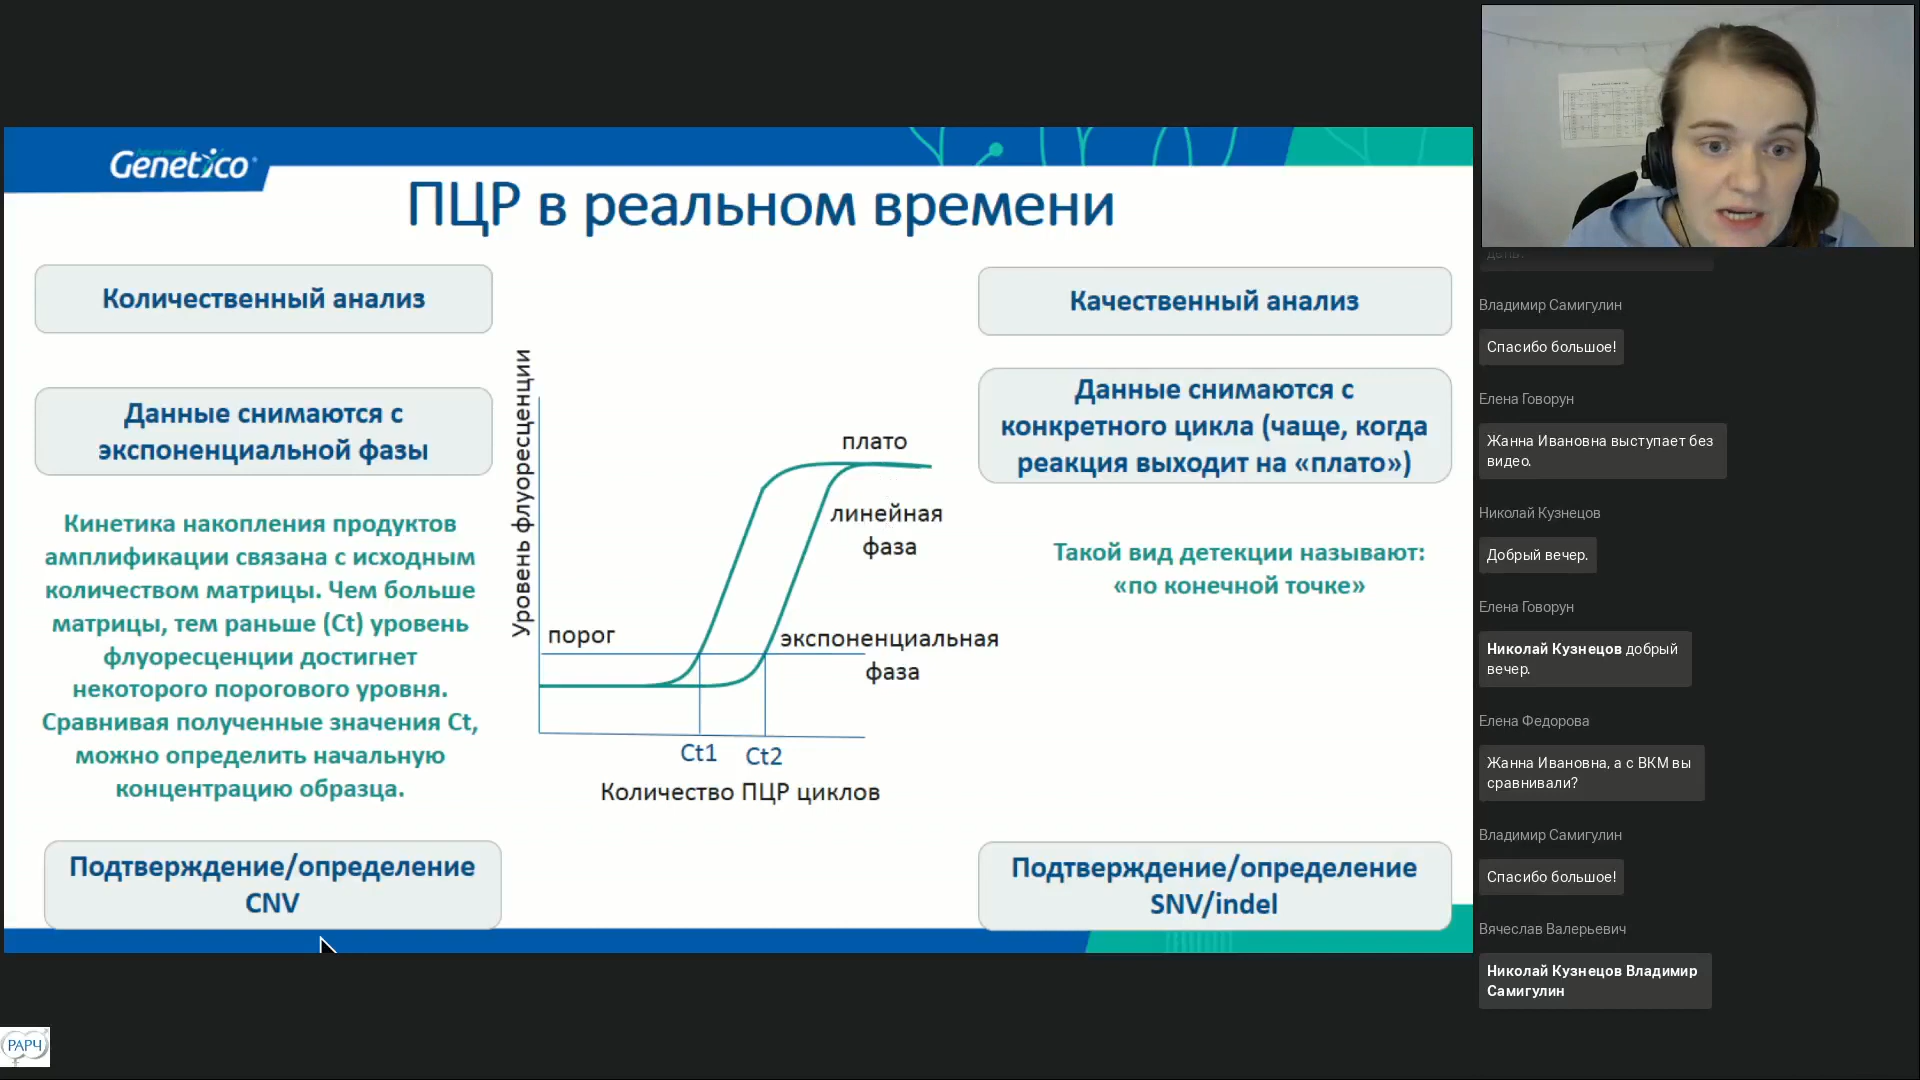 Genetico
ПЦР в реальном времени
Количественный анализ
Данные снимаются с
экспоненциальной фазы
Кинетика накопления продуктов
амплификации связана с исходным
количеством матрицы. Чем больше
матрицы, тем раньше (Ct) уровень
флуоресценции достигнет
некоторого порогового уровня.
Сравнивая полученные значения Ct,
можно определить начальную
концентрацию образца.
Подтверждение/определение
CNV
Уровень флуоресценции
порог
плато
линейная
фаза
экспоненциальная
фаза
Ct1
Ct2
Количество ПЦР циклов
Качественный анализ
Данные снимаются с
конкретного цикла (чаще, когда
реакция выходит на «плато»)
Такой вид детекции называют:
«по конечной точке»
Подтверждение/определение
SNV/indel
Владимир Самигулин
Спасибо большое!
Елена Говорун
Жанна Ивановна выступает без
видео.
Николай Кузнецов
Добрый вечер.
Елена Говорун
Николай Кузнецов добрый
вечер.
Елена Федорова
Жанна Ивановна, а с ВКМ вы
сравнивали?
Владимир Самигулин
Спасибо большое!
Вячеслав Валерьевич
Николай Кузнецов Владимир
Самигулин
РАРЧ